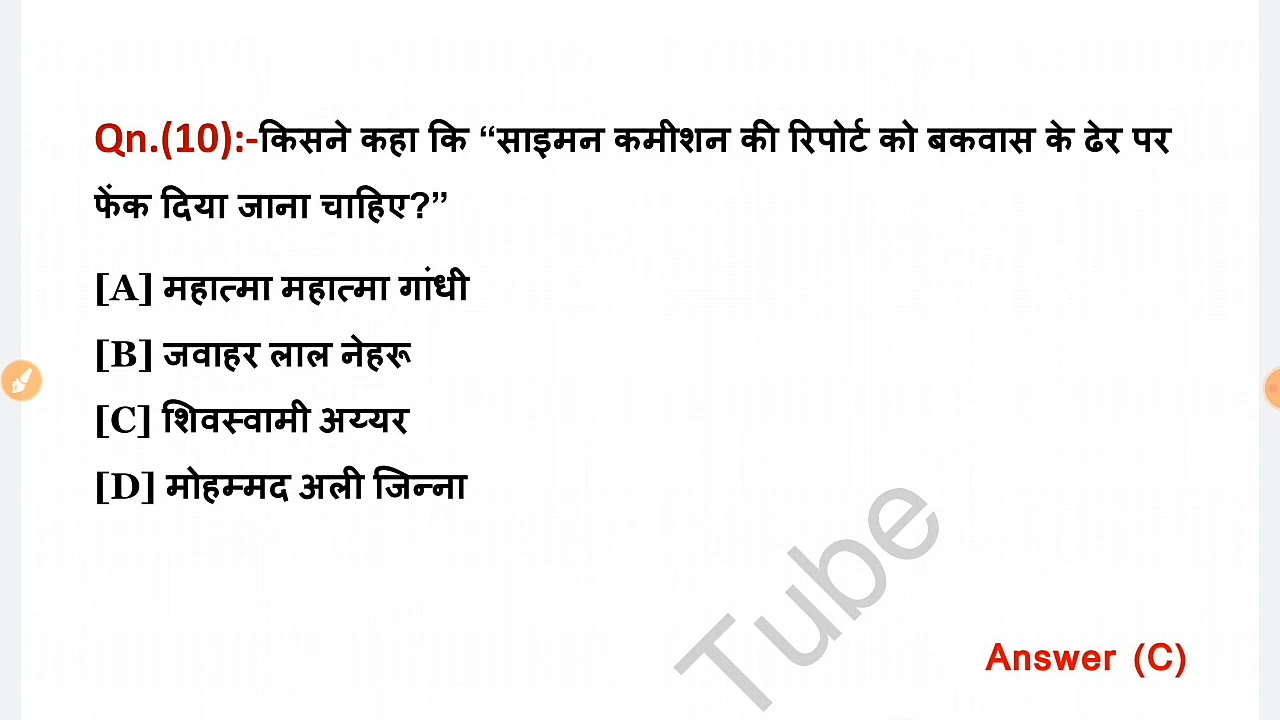 Qn.(10):-किसने कहा कि “साइमन कमीशन की रिपोर्ट को बकवास के ढेर पर
फेंक दिया जाना चाहिए?”
[A] महात्मा महात्मा गांधी
[B] जवाहर लाल नेहरू
[C] शिवस्वामी अय्यर
[D] मोहम्मद अली जिन्ना
Tube
Answer (C)